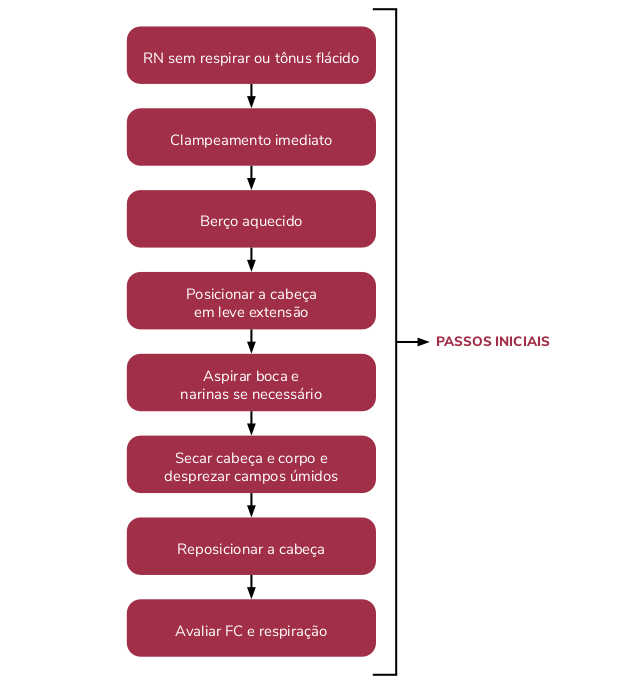 RN sem respirar ou tônus flácido
Clampeamento imediato
Berço aquecido
Posicionar a cabeça
em leve extensão
Aspirar boca e
narinas se necessário
Secar cabeça e corpo e
desprezar campos úmidos
Reposicionar a cabeça
Avaliar FC e respiração
PASSOS INICIAIS